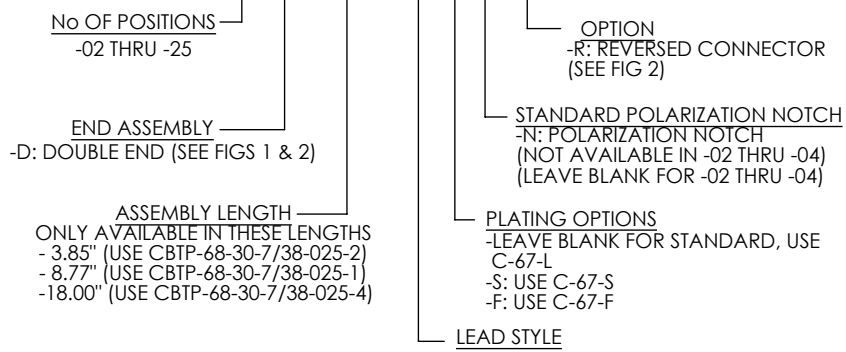 No OF POSITIONS
-02 THRU -25
END ASSEMBLY
-D: DOUBLE END (SEE FIGS 1 & 2)
ASSEMBLY LENGTH
ONLY AVAILABLE IN THESE LENGTHS
- 3.85" (USE CBTP-68-30-7/38-025-2)
- 8.77" (USE CBTP-68-30-7/38-025-1)
-18.00" (USE CBTP-68-30-7/38-025-4)
OPTION
-R: REVERSED CONNECTOR
(SEE FIG 2)
STANDARD POLARIZATION NOTCH
-N: POLARIZATION NOTCH
(NOT AVAILABLE IN -02 THRU -04)
(LEAVE BLANK FOR -02 THRU -04)
PLATING OPTIONS
-LEAVE BLANK FOR STANDARD, USE
C-67-L
-S: USE C-67-S
-F: USE C-67-F
LEAD STYLE